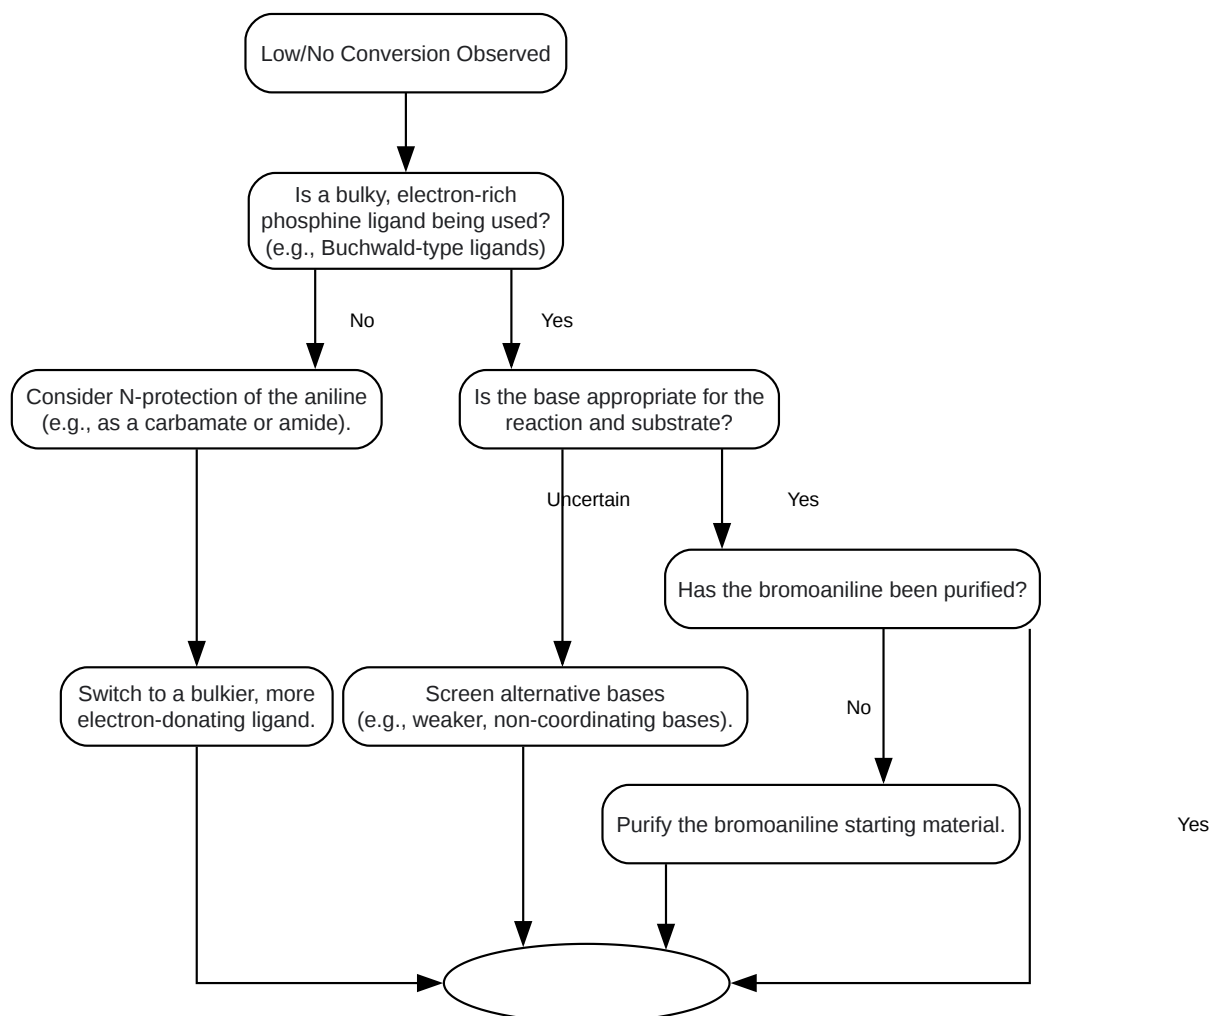 Low/No Conversion Observed
Is a bulky, electron-rich
phosphine ligand being used?
(e.g., Buchwald-type ligands)
No
Yes
Consider N-protection of the aniline
(e.g., as a carbamate or amide).
Is the base appropriate for the
reaction and substrate?
Uncertain
Yes
Has the bromoaniline been purified?
Switch to a bulkier, more
electron-donating ligand.
Screen alternative bases
(e.g., weaker, non-coordinating bases).
No
Purify the bromoaniline starting material.
Yes